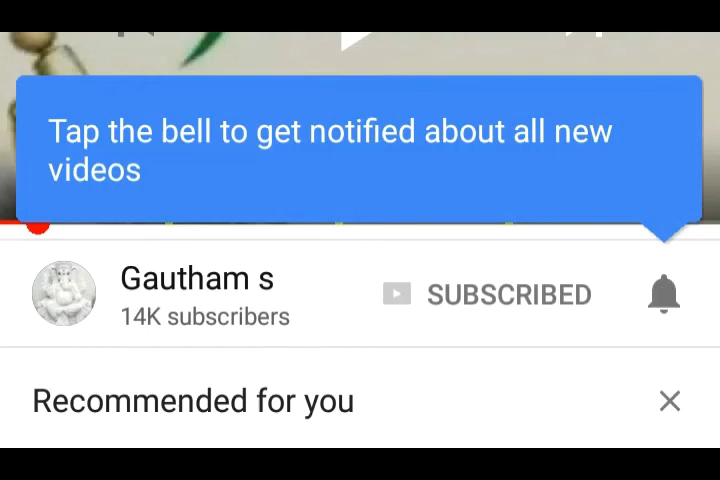 Tap the bell to get notified about all new
videos
Gautham s
SUBSCRIBED
14K subscribers
Recommended for you